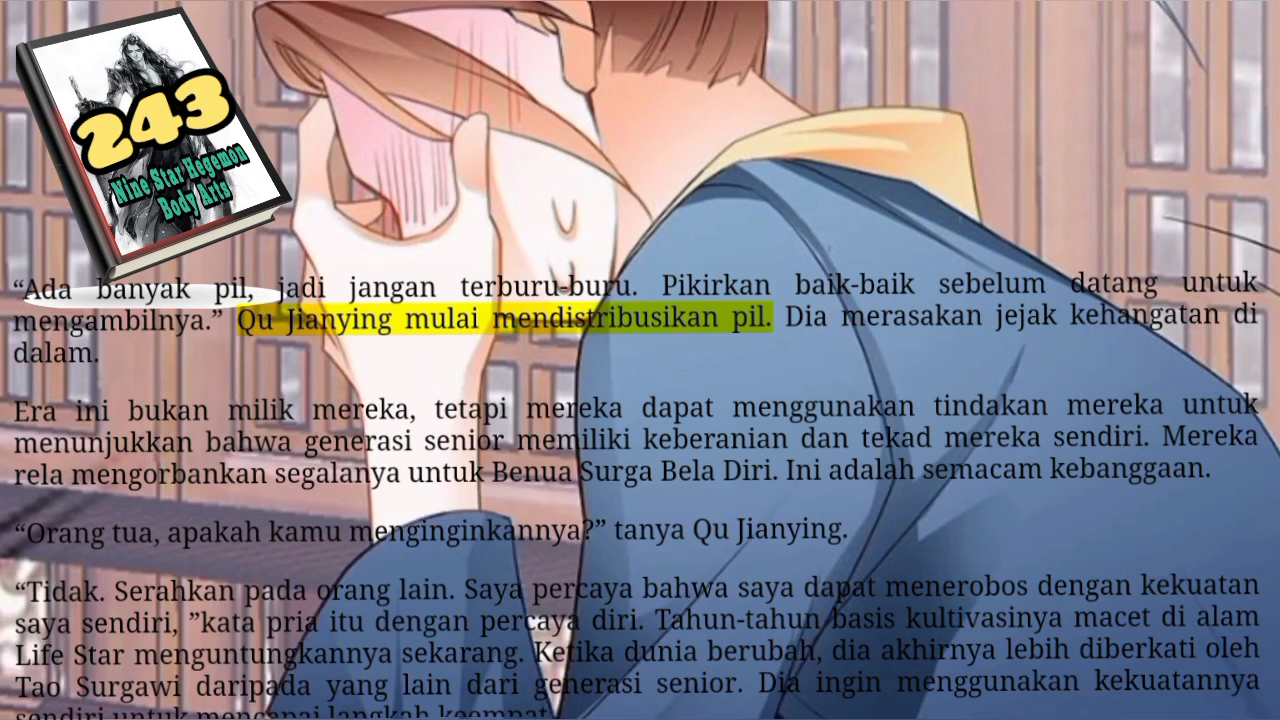 243
Nine Star Hegemon
Body Arts
“Ada banyak pil, jadi jangan terburu-buru. Pikirkan baik-baik sebelum datang untuk
mengambilnya.” Qu Jianying mulai mendistribusikan pil. Dia merasakan jejak kehangatan di
dalam.
Era ini bukan milik mereka, tetapi mereka dapat menggunakan tindakan mereka untuk
menunjukkan bahwa generasi senior memiliki keberanian dan tekad mereka sendiri. Mereka
rela mengorbankan segalanya untuk Benua Surga Bela Diri. Ini adalah semacam kebanggaan.
“Orang tua, apakah kamu menginginkannya?” tanya Qu Jianying.
“Tidak. Serahkan pada orang lain. Saya percaya bahwa saya dapat menerobos dengan kekuatan
saya sendiri, ”kata pria itu dengan percaya diri. Tahun-tahun basis kultivasinya macet di alam
Life Star menguntungkannya sekarang. Ketika dunia berubah, dia akhirnya lebih diberkati oleh
Tao Surgawi daripada yang lain dari generasi senior. Dia ingin menggunakan kekuatannya
sendiri untuk mencapai langkah keempat.